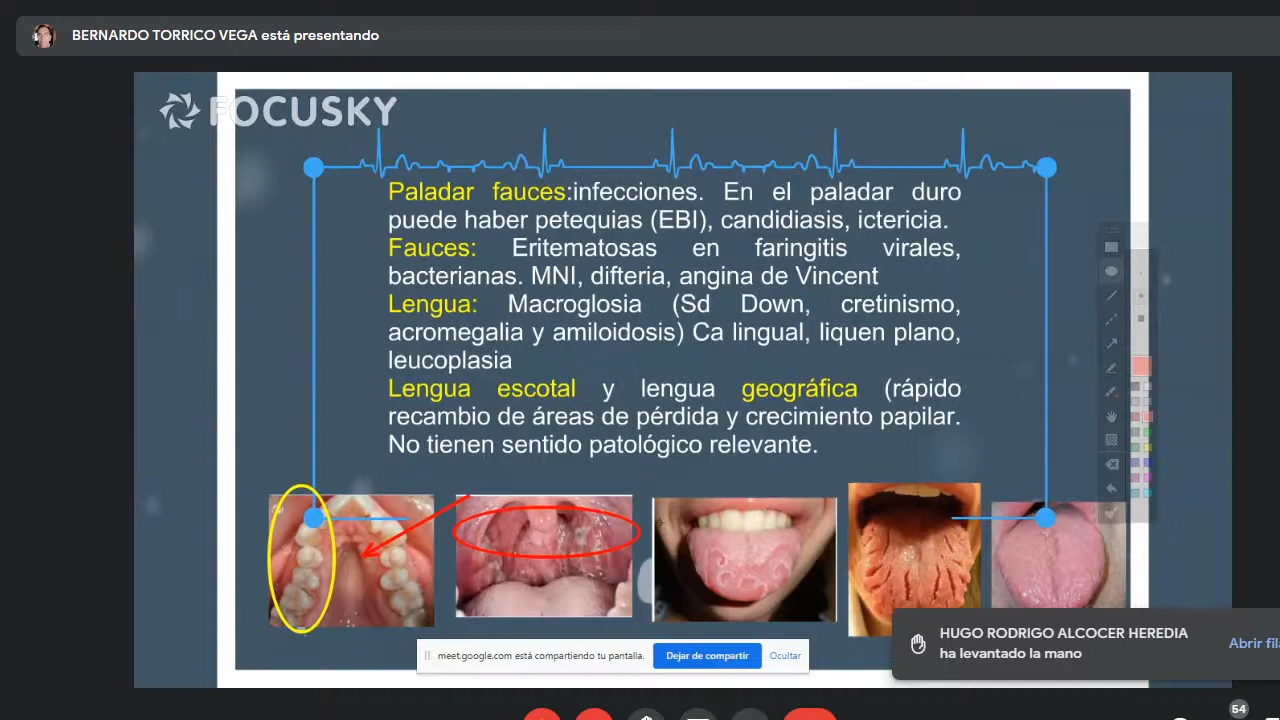 BERNARDO TORRICO VEGA está presentando
FOCUSKY
Paladar fauces:infecciones. En el paladar duro
puede haber petequias (EBI), candidiasis, ictericia.
Fauces: Eritematosas en faringitis virales,
bacterianas. MNI, difteria, angina de Vincent
Lengua: Macroglosia (Sd Down, cretinismo,
acromegalia y amiloidosis) Ca lingual, liquen plano,
leucoplasia
Lengua escotal y lengua geográfica (rápido
recambio de áreas de pérdida y crecimiento papilar.
No tienen sentido patológico relevante.
HUGO RODRIGO ALCOCER HEREDIA
ha levantado la mano
Abrir fila
meet.google.com está compartiendo tu pantalla.
Dejar de compartir
Ocultar
54